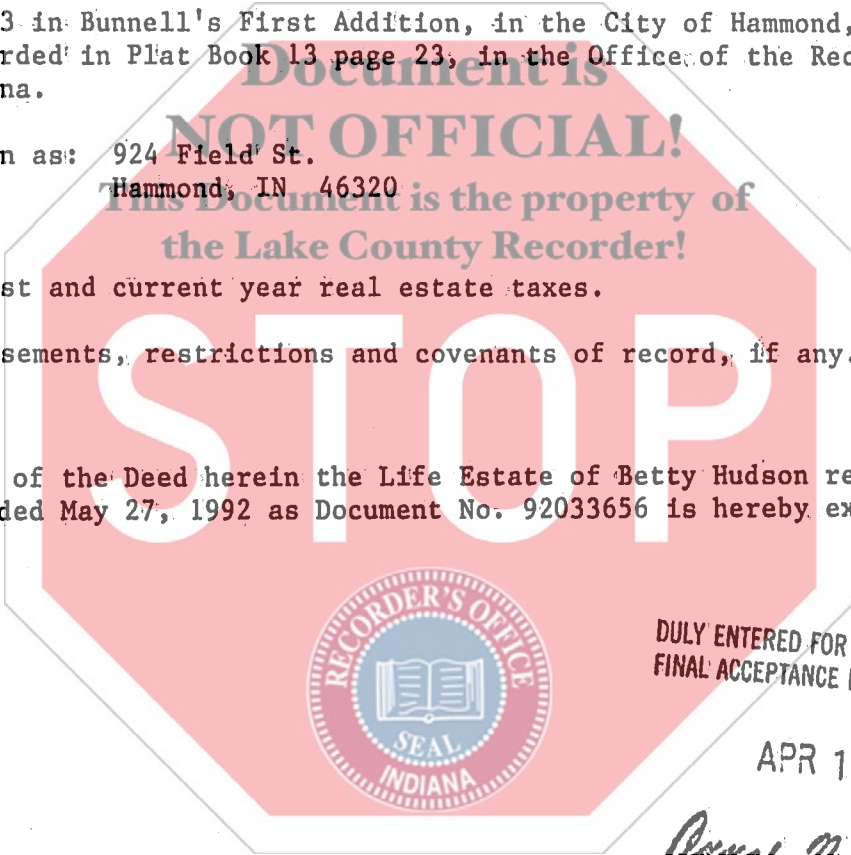 3 in Bunnell's First Addition, in the City of Hammond,
rded in Plat Book 13 page 23, in the Office of the Rec
na.
Document is
NOT OFFICIAL!
This Document is the property of
the Lake County Recorder!
n as: 924 Field St.
Hammond, IN 46320
st and current year real estate taxes.
sements, restrictions and covenants of record, if any.
STOP
of the Deed herein the Life Estate of Betty Hudson re
ded May 27, 1992 as Document No. 92033656 is hereby ex
RECORDER'S OFFICE
SEAL
INDIANA
DULY ENTERED FOR
FINAL ACCEPTANCE
APR 1